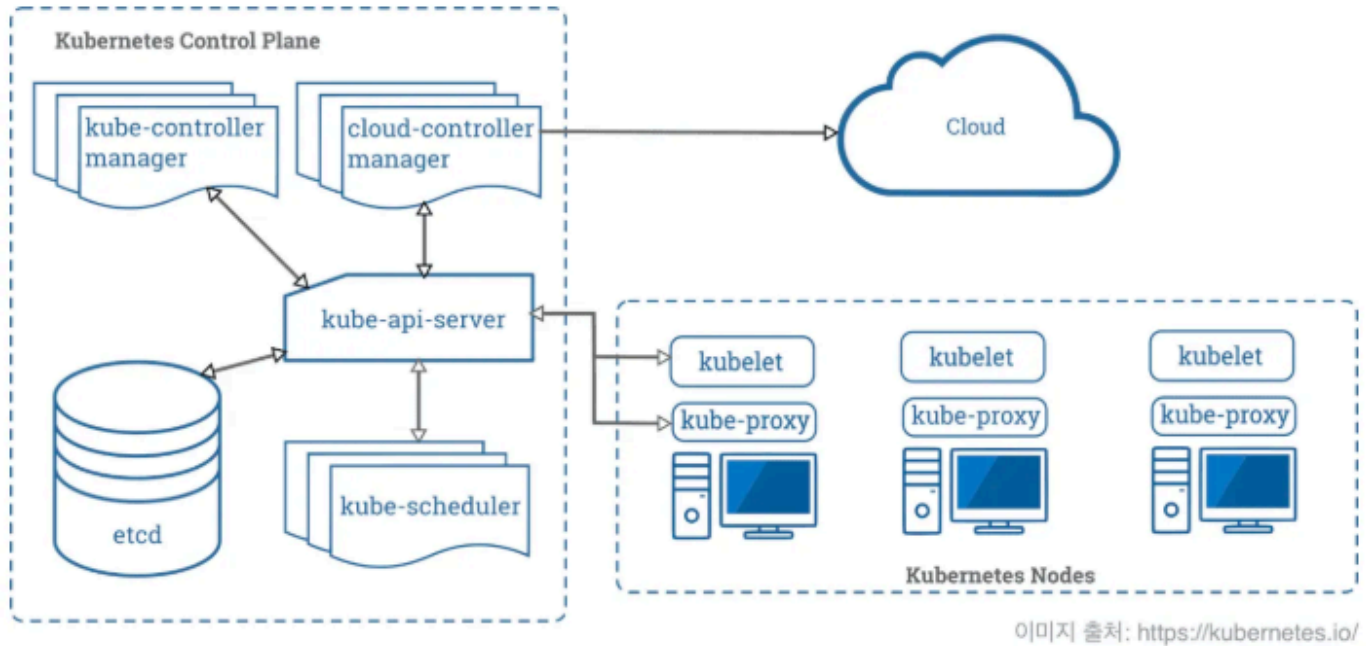 Kubernetes Control Plane
kube-controller
manager
cloud-controller
manager
Cloud
kube-api-server
etcd
kube-scheduler
kubelet
kube-proxy
kubelet
kube-proxy
kubelet
kube-proxy
Kubernetes Nodes
이미지 출처: https://kubernetes.io/